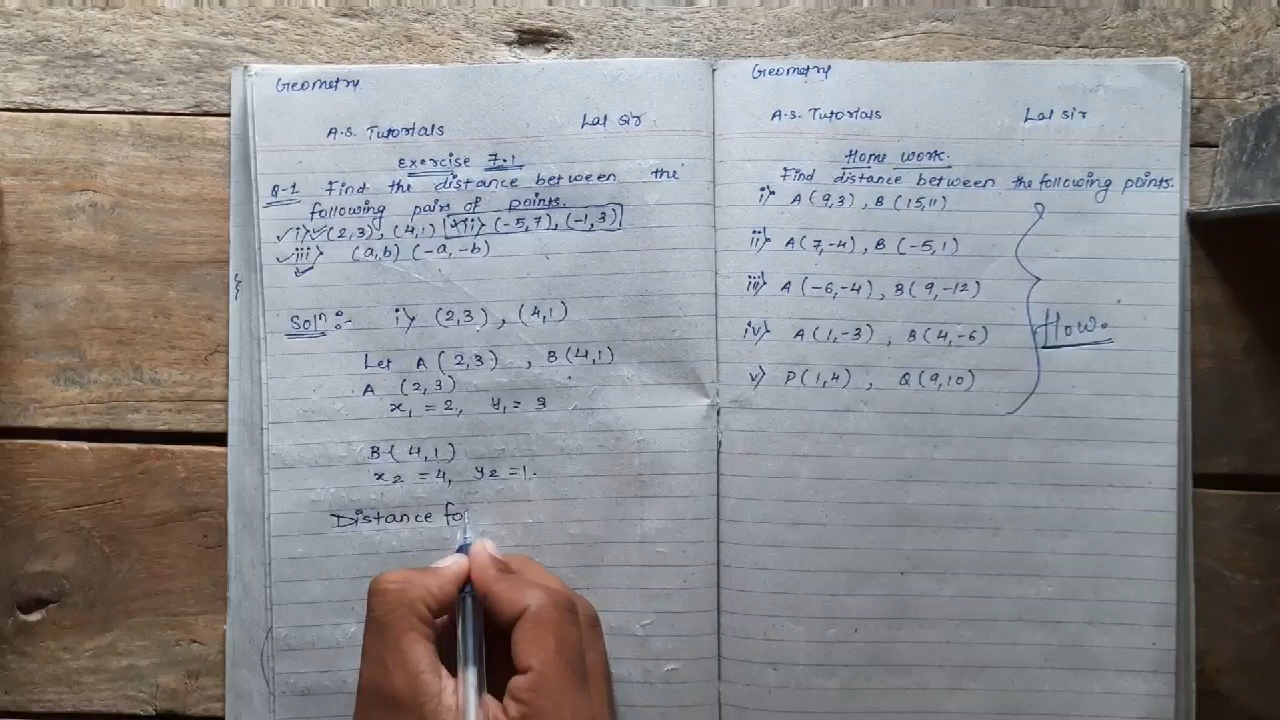 Geometry
A.S. Tutorials Lal Sir
Exercise 7.1
Q-1 Find the distance between the
following pairs of points.
i) (2,3), (4,1) ii) (-5,7), (-1,3)
iii) (a,b) (-a,-b)
Solⁿ :- i) (2,3), (4,1)
Let A (2,3) , B(4,1)
A (2,3)
x₁ = 2, y₁ = 3
B(4,1)
x₂ = 4, y₂ = 1.
Distance fo
Geometry
A.S. Tutorials Lal Sir
Home work.
Find distance between the following points.
i) A(9,3), B(15,11)
ii) A(7,-4), B(-5,1)
iii) A(-6,-4), B(9,-12)
iv) A(1,-3), B(4,-6)
v) P(1,4), Q(9,10)
H.ow.